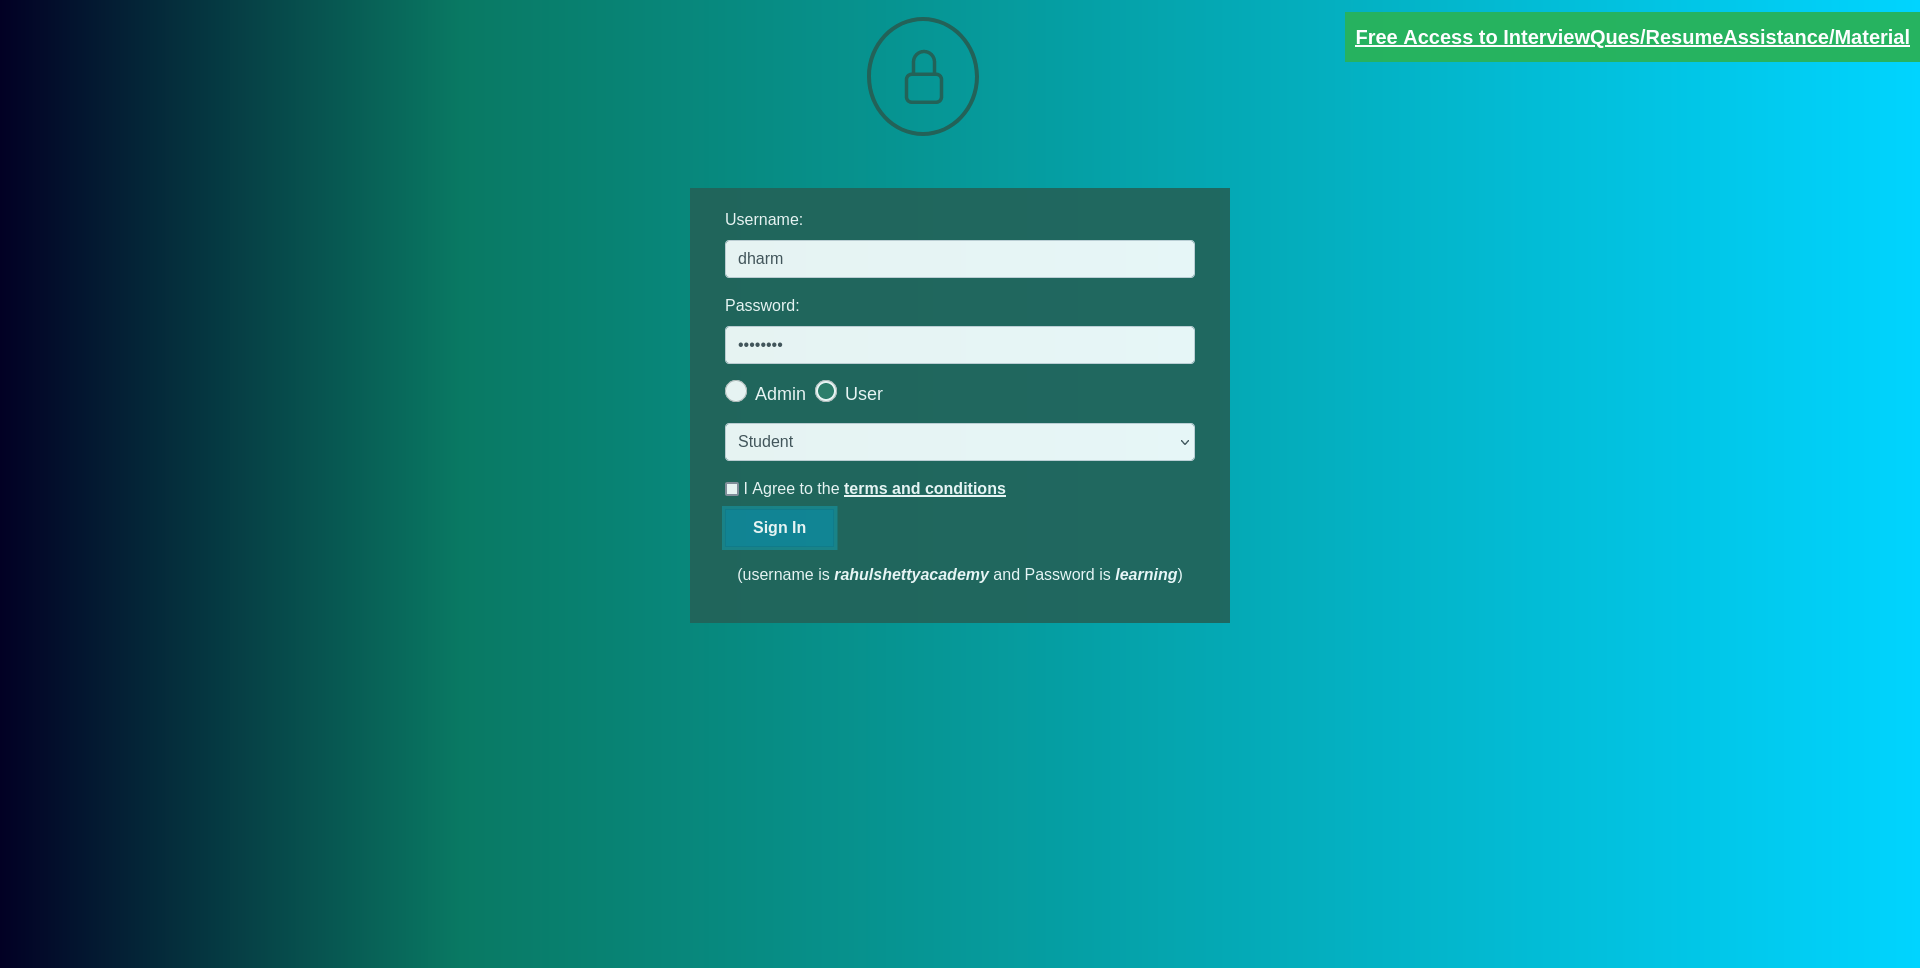 Free Access to InterviewQues/ResumeAssistance/Material
Username:
dharm
Password:
••••••••
Admin User
Student
I Agree to the terms and conditions
Sign In
(username is rahulshettyacademy and Password is learning)